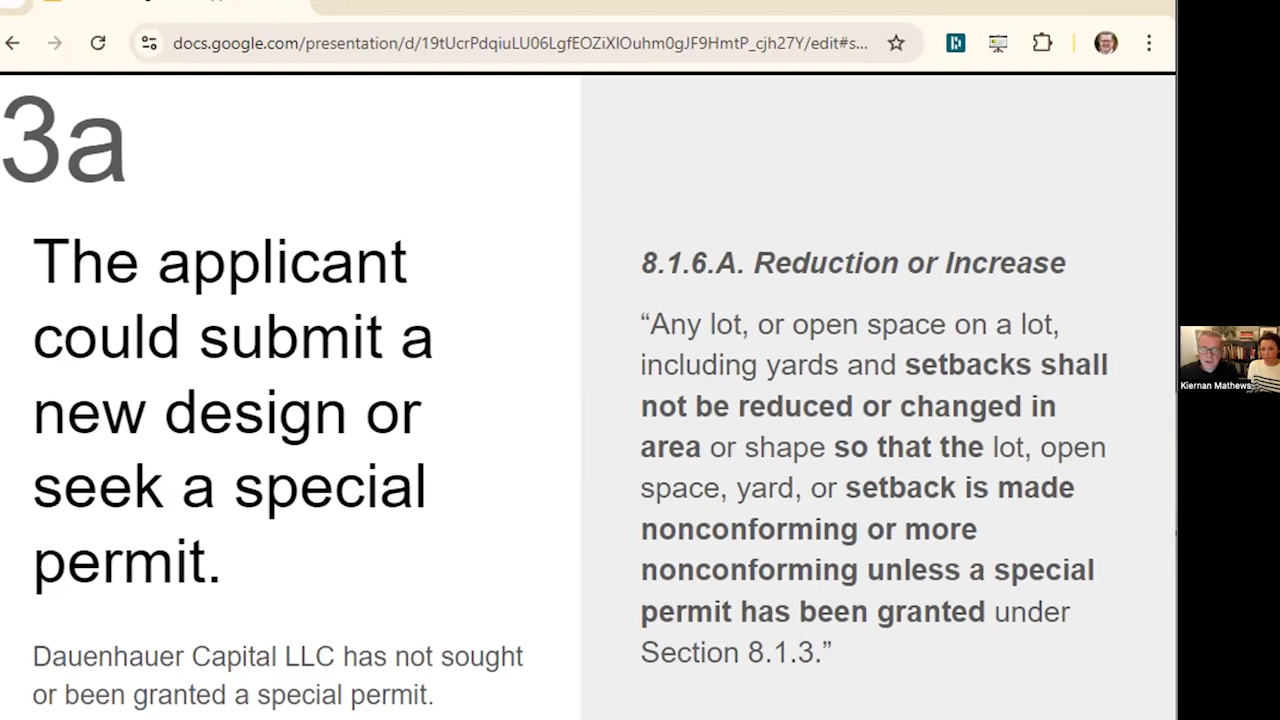 docs.google.com/presentation/d/19tUcrPdqiuLU06LgfEOZiXlOuhm0gJF9HmtP_cjh27Y/edit#s...
3a
The applicant
could submit a
new design or
seek a special
permit.
Dauenhauer Capital LLC has not sought
or been granted a special permit.
8.1.6.A. Reduction or Increase
“Any lot, or open space on a lot,
including yards and setbacks shall
not be reduced or changed in
area or shape so that the lot, open
space, yard, or setback is made
nonconforming or more
nonconforming unless a special
permit has been granted under
Section 8.1.3.”
Kiernan Mathews